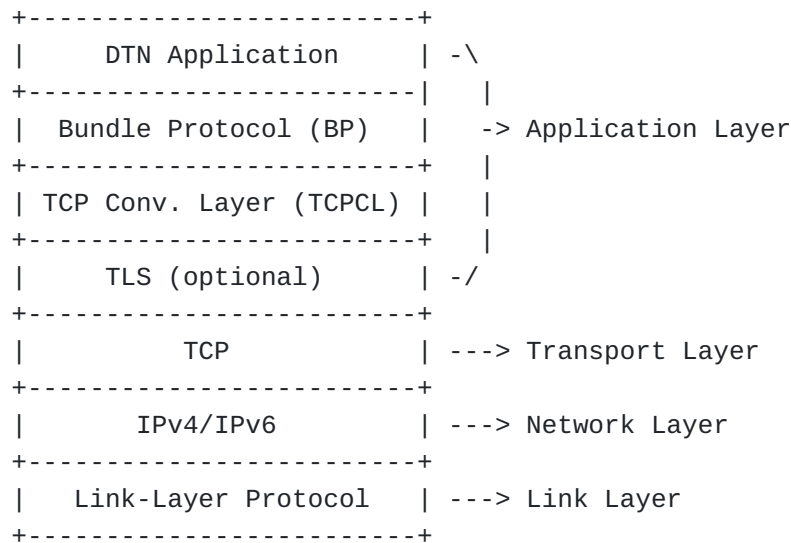 +-------------------------+
|     DTN Application     | -\
+-------------------------|   |
|  Bundle Protocol (BP)   |   -> Application Layer
+-------------------------+   |
| TCP Conv. Layer (TCPCL) |   |
+-------------------------+   |
|     TLS (optional)      | -/
+-------------------------+
|          TCP            | ---> Transport Layer
+-------------------------+
|       IPv4/IPv6         | ---> Network Layer
+-------------------------+
|   Link-Layer Protocol   | ---> Link Layer
+-------------------------+